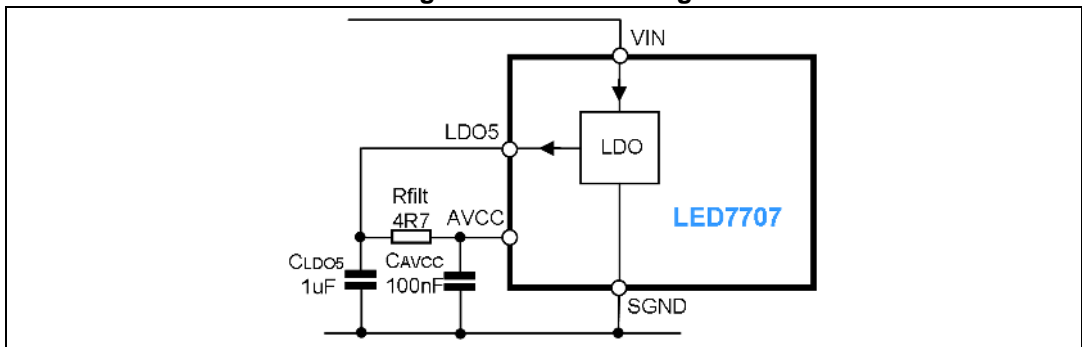 VIN
LDO5
LDO
Rfilt
4R7
AVCC
LED7707
CLDO5
1uF
CAVCC
100nF
SGND